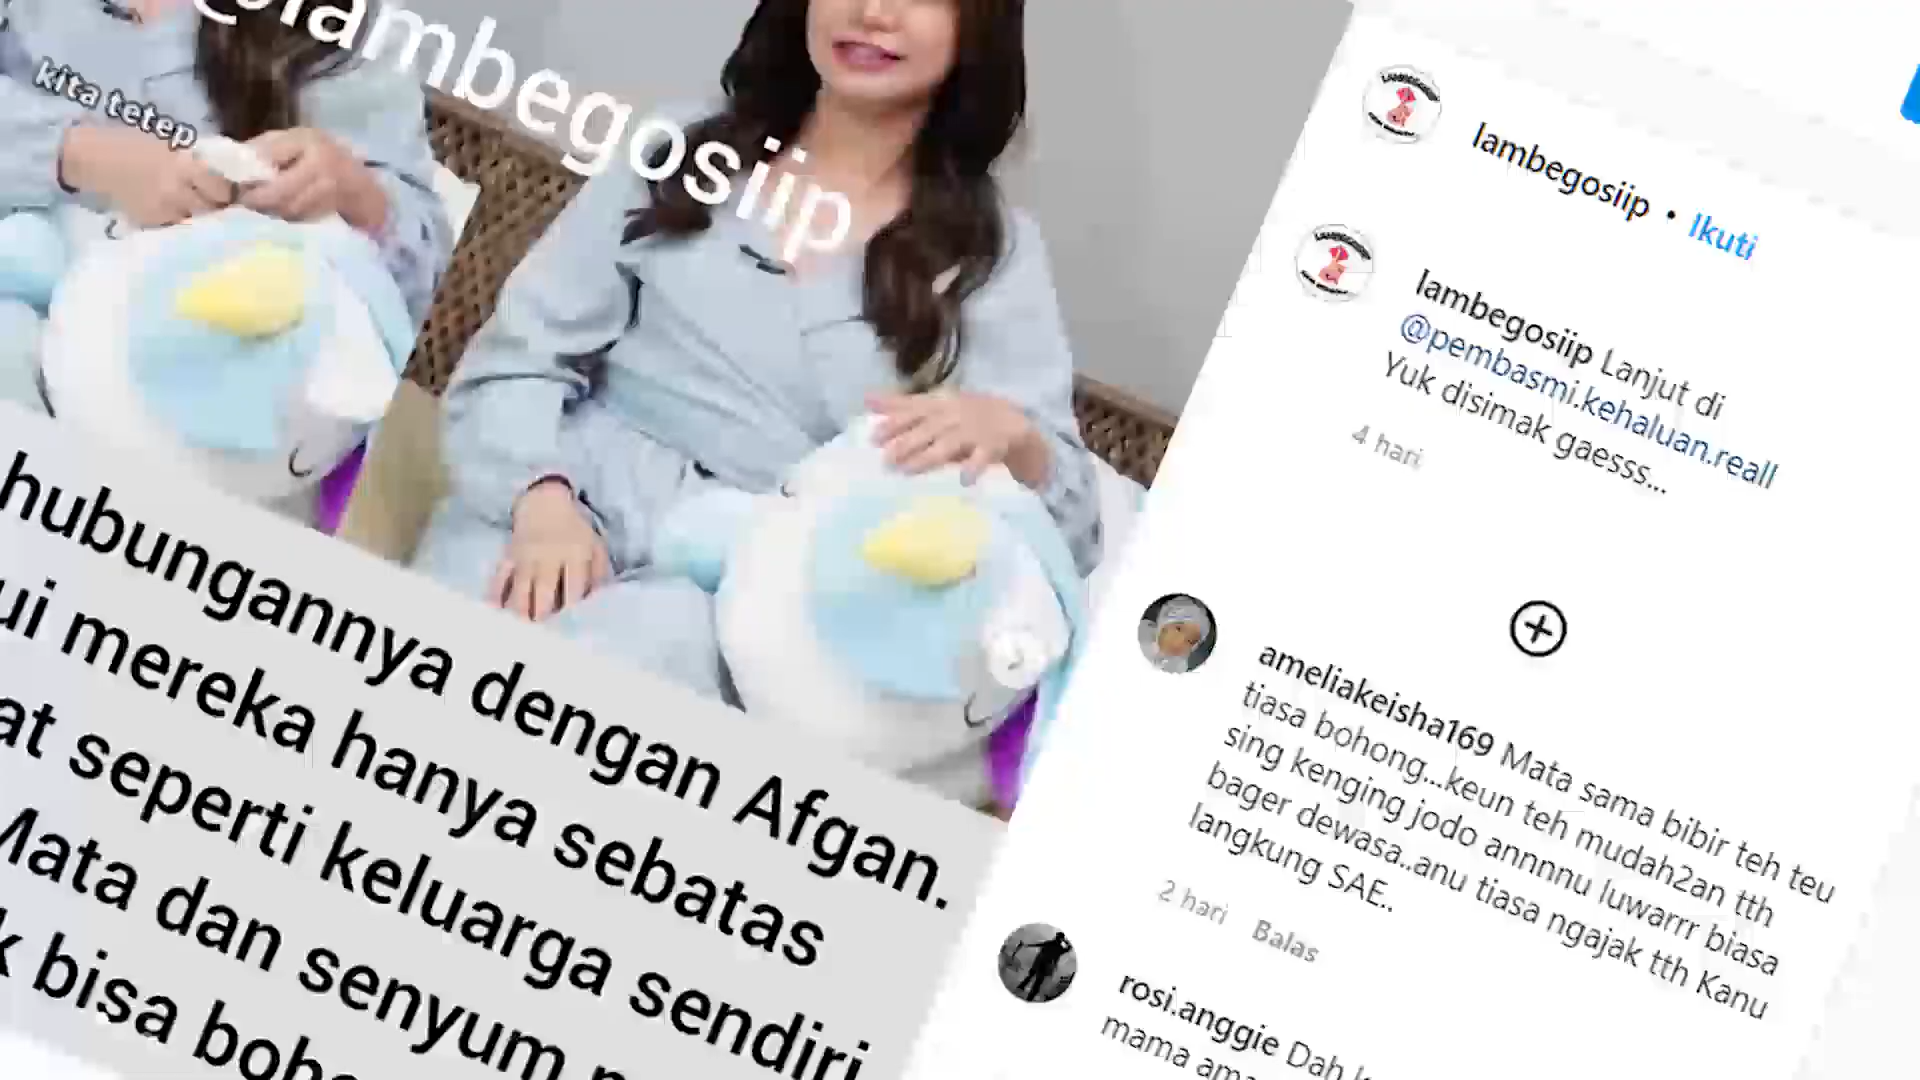 @lambegosiip
kita tetep
hubungannya dengan Afgan.
mereka hanya sebatas
seperti keluarga sendiri
Mata dan senyum
bisa
lambegosiip • Ikuti
lambegosiip Lanjut di
@pembasmi.kehaluan.reall
Yuk disimak gaesss...
4 hari
ameliakeisha169 Mata sama bibir teh teu
tiasa bohong...keun teh mudah2an tth
sing kenging jodo annnnu luwarrr biasa
bager dewasa..anu tiasa ngajak tth Kanu
langkung SAE..
2 hari Balas
rosi.anggie Dah
mama